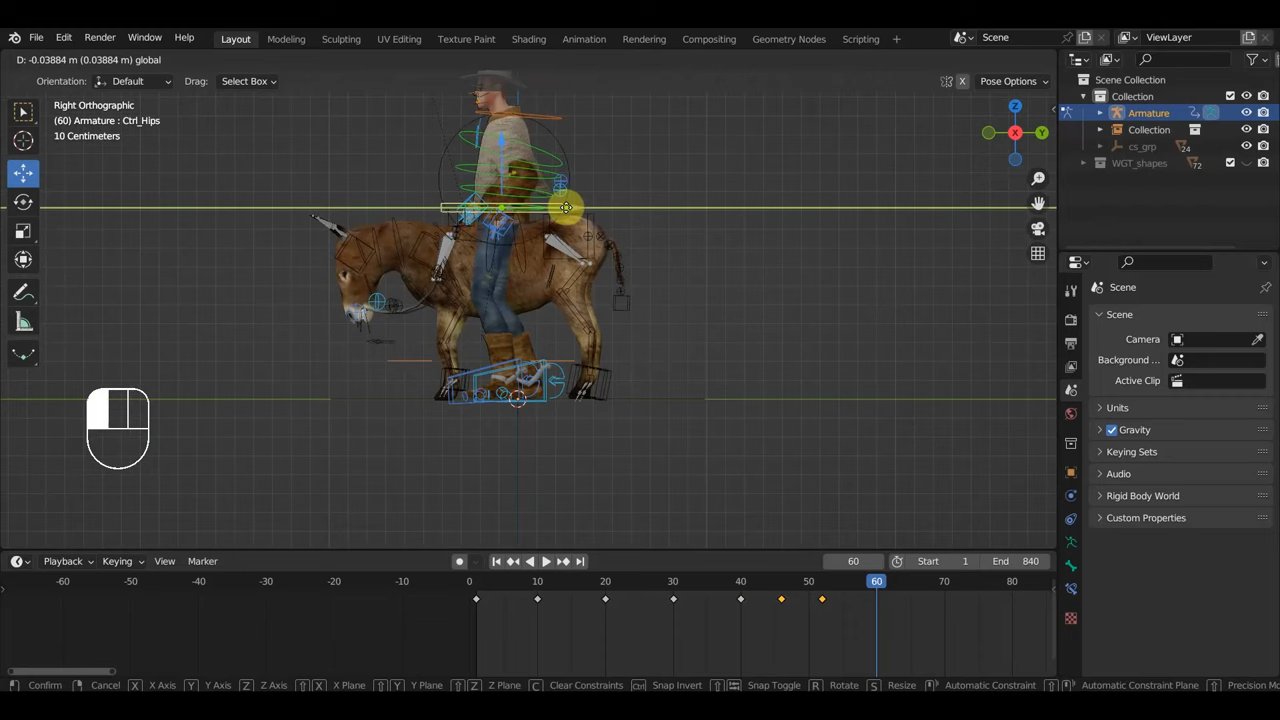 File Edit Render Window Help Layout Modeling Sculpting UV Editing Texture Paint Shading Animation Rendering Compositing Geometry Nodes Scripting + Scene ViewLayer
D: -0.03884 m (0.03884 m) global
Orientation: Default Drag: Select Box X Pose Options
Right Orthographic
(60) Armature : Ctrl_Hips
10 Centimeters
Z
Y
X
Scene Collection
Collection
Armature
Collection
cs_grp 24
WGT_shapes 72
Scene
Scene
Camera
Background ...
Active Clip
Units
Gravity
Keying Sets
Audio
Rigid Body World
Custom Properties
Playback Keying View Marker 60 Start 1 End 840
-60 -50 -40 -30 -20 -10 0 10 20 30 40 50 60 70 80
Confirm Cancel X X Axis Y Y Axis Z Z Axis X X Plane Y Y Plane Z Z Plane C Clear Constraints Ctrl Snap Invert Snap Toggle R Rotate S Resize Automatic Constraint Automatic Constraint Plane Precision Mo